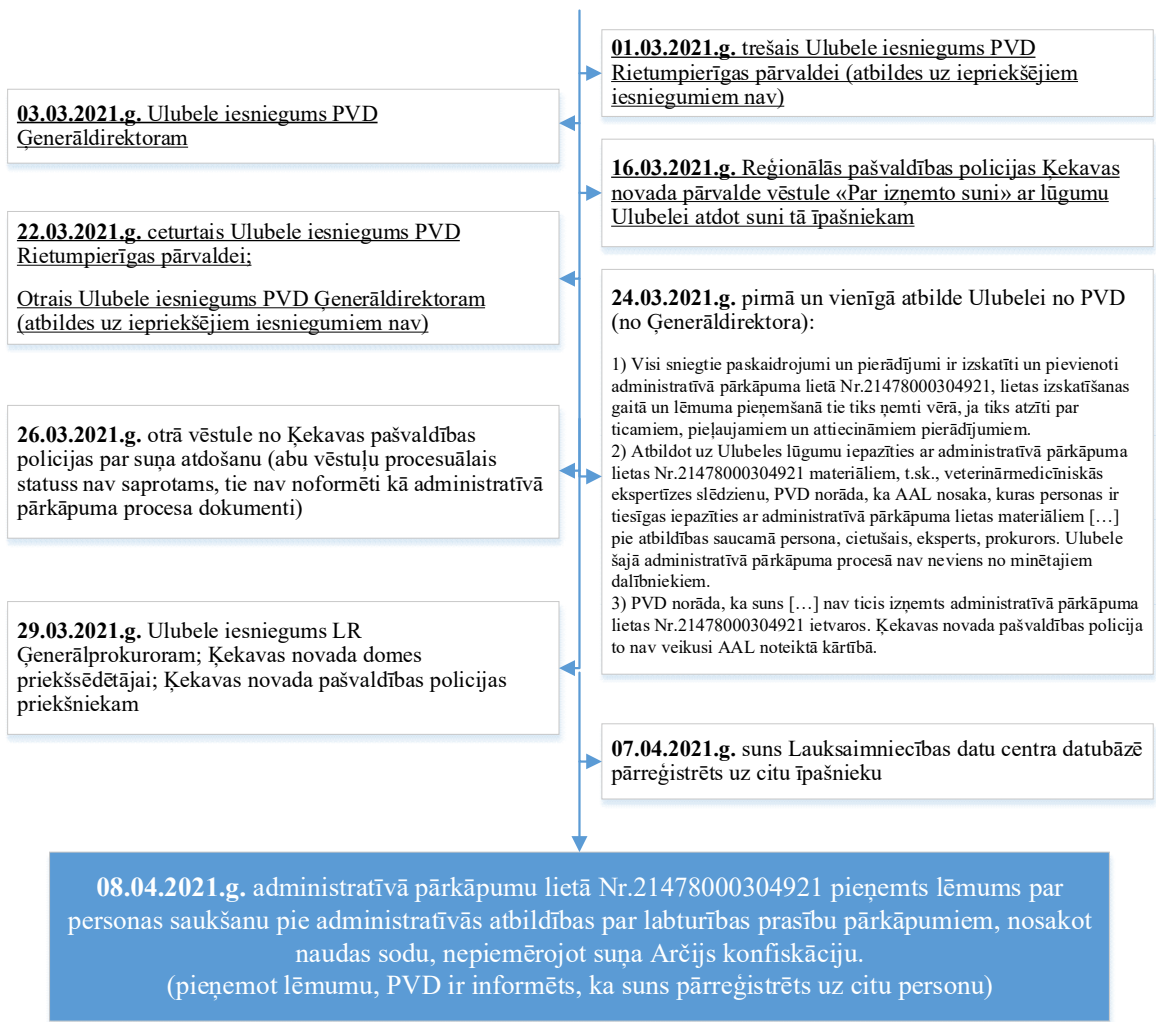 01.03.2021.g. trešais Ulubele iesniegums PVD
Rietumpierīgas pārvaldei (atbildes uz iepriekšējiem
iesniegumiem nav)
03.03.2021.g. Ulubele iesniegums PVD
Ģenerāldirektoram
16.03.2021.g. Reģionālās pašvaldības policijas Ķekavas
novada pārvalde vēstule «Par izņemto suni» ar lūgumu
Ulubelei atdot suni tā īpašniekam
22.03.2021.g. ceturtais Ulubele iesniegums PVD
Rietumpierīgas pārvaldei;
Otrais Ulubele iesniegums PVD Ģenerāldirektoram
(atbildes uz iepriekšējiem iesniegumiem nav)
24.03.2021.g. pirmā un vienīgā atbilde Ulubelei no PVD
(no Ģenerāldirektora):
1) Visi sniegtie paskaidrojumi un pierādījumi ir izskatīti un pievienoti
administratīvā pārkāpuma lietā Nr.21478000304921, lietas izskatīšanas
gaitā un lēmuma pieņemšanā tie tiks ņemti vērā, ja tiks atzīti par
ticamiem, pieļaujamiem un attiecināmiem pierādījumiem.
2) Atbildot uz Ulubeles lūgumu iepazīties ar administratīvā pārkāpuma
lietas Nr.21478000304921 materiāliem, t.sk., veterinārmedicīniskās
ekspertīzes slēdzienu, PVD norāda, ka AAL nosaka, kuras personas ir
tiesīgas iepazīties ar administratīvā pārkāpuma lietas materiāliem […]
pie atbildības saucamā persona, cietušais, eksperts, prokurors. Ulubele
šajā administratīvā pārkāpuma procesā nav neviens no minētajiem
dalībniekiem.
3) PVD norāda, ka suns […] nav ticis izņemts administratīvā pārkāpuma
lietas Nr.21478000304921 ietvaros. Ķekavas novada pašvaldības policija
to nav veikusi AAL noteiktā kārtībā.
26.03.2021.g. otrā vēstule no Ķekavas pašvaldības
policijas par suņa atdošanu (abu vēstuļu procesuālais
statuss nav saprotams, tie nav noformēti kā administratīvā
pārkāpuma procesa dokumenti)
29.03.2021.g. Ulubele iesniegums LR
Ģenerālprokuroram; Ķekavas novada domes
priekšsēdētājai; Ķekavas novada pašvaldības policijas
priekšniekam
07.04.2021.g. suns Lauksaimniecības datu centra datubāzē
pārreģistrēts uz citu īpašnieku
08.04.2021.g. administratīvā pārkāpumu lietā Nr.21478000304921 pieņemts lēmums par
personas saukšanu pie administratīvās atbildības par labturības prasību pārkāpumiem, nosakot
naudas sodu, nepiemērojot suņa Arčijs konfiskāciju.
(pieņemot lēmumu, PVD ir informēts, ka suns pārreģistrēts uz citu personu)